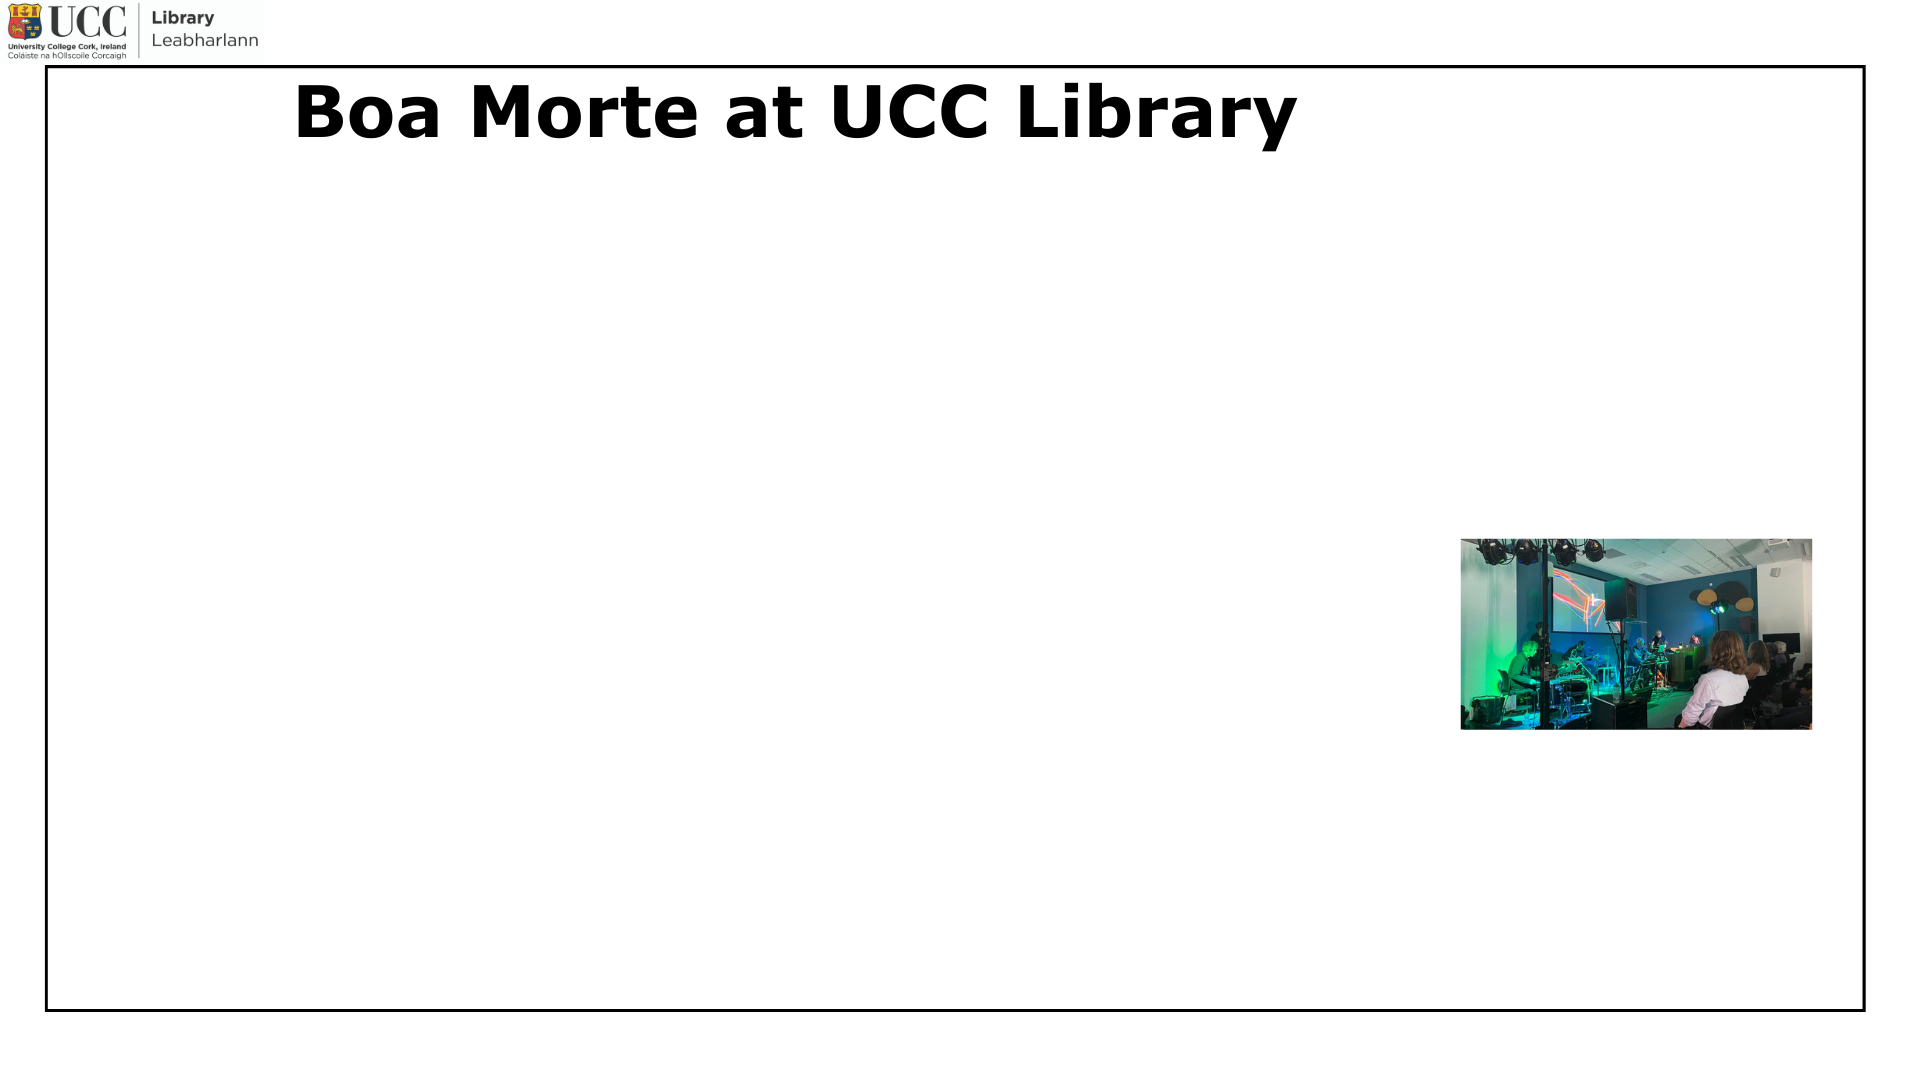 UCC
University College Cork, Ireland
Coláiste na hOllscoile Corcaigh
Library
Leabharlann
Boa Morte at UCC Library